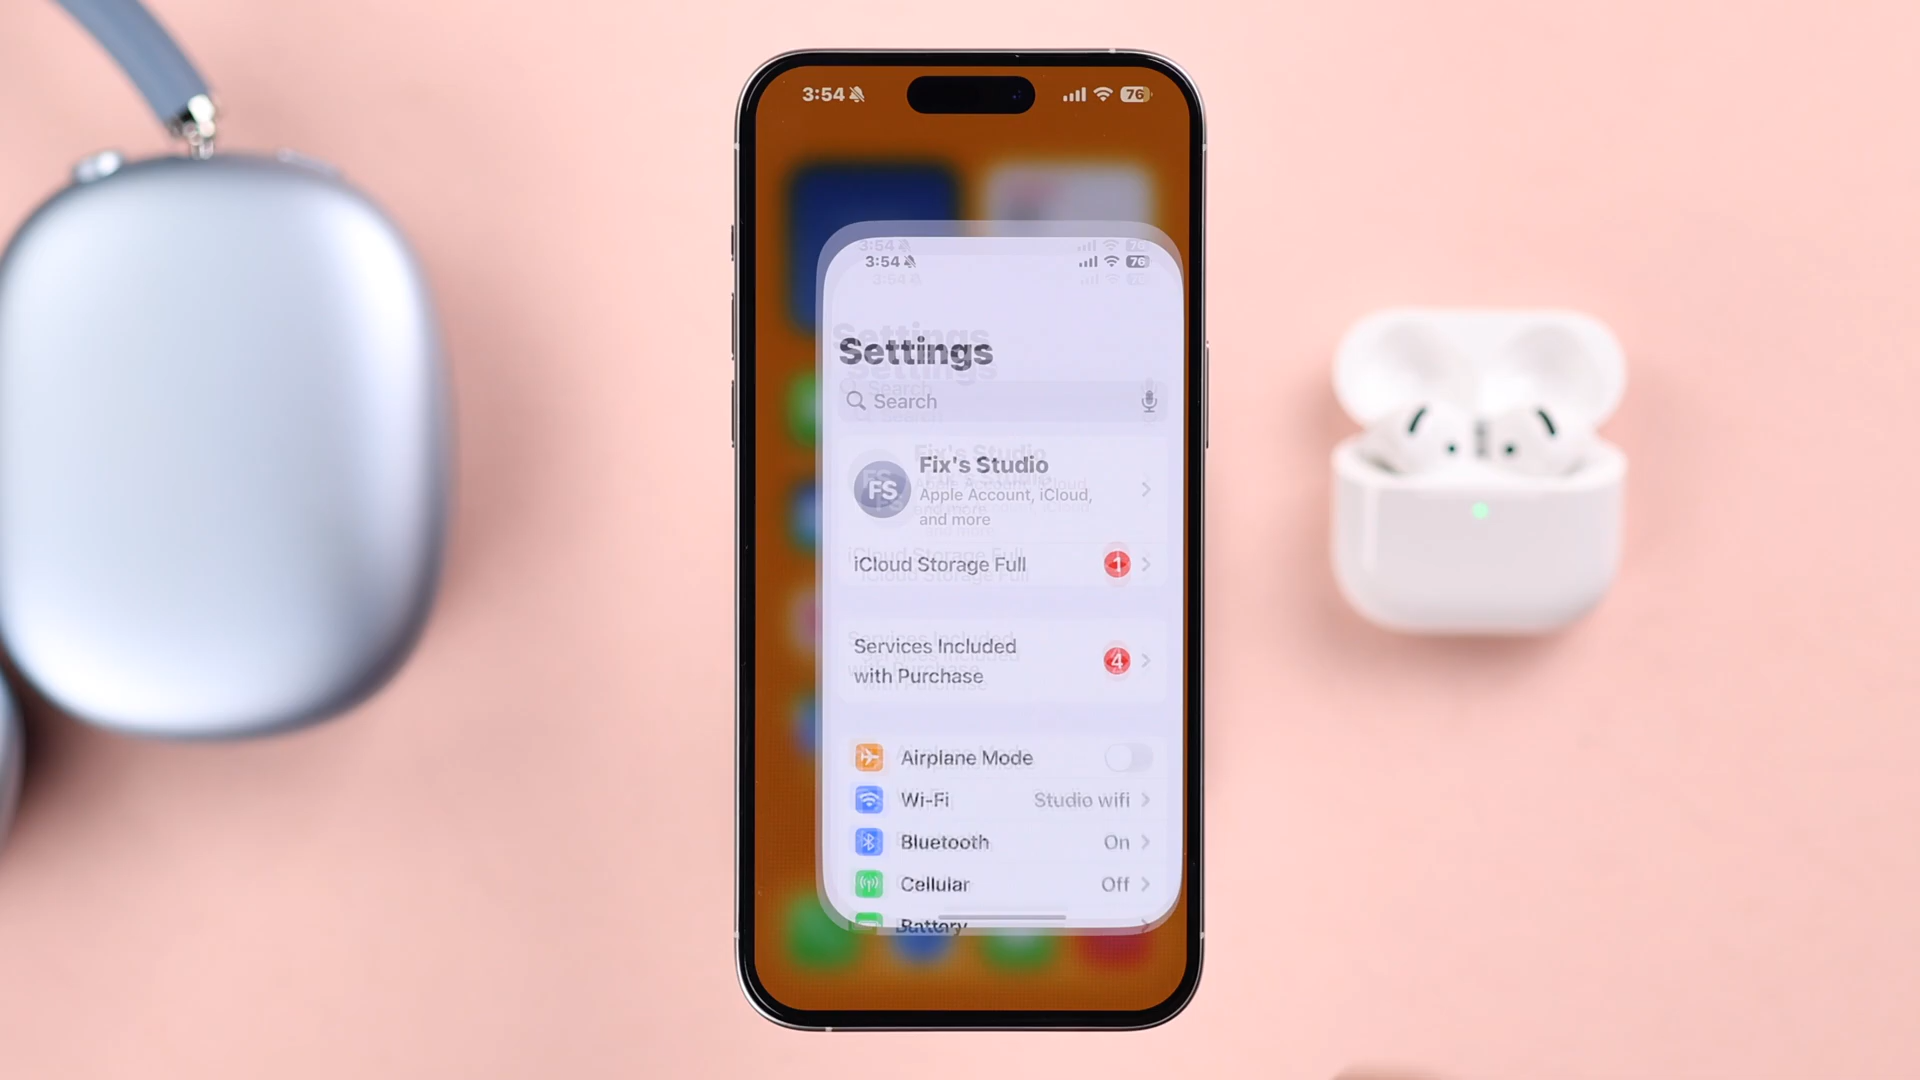 3:54
76
3:54
76
Settings
Search
FS
Fix's Studio
Apple Account, iCloud,
and more
iCloud Storage Full
1
Services Included
with Purchase
4
Airplane Mode
Wi-Fi
Studio wifi
Bluetooth
On
Cellular
Off
Battery